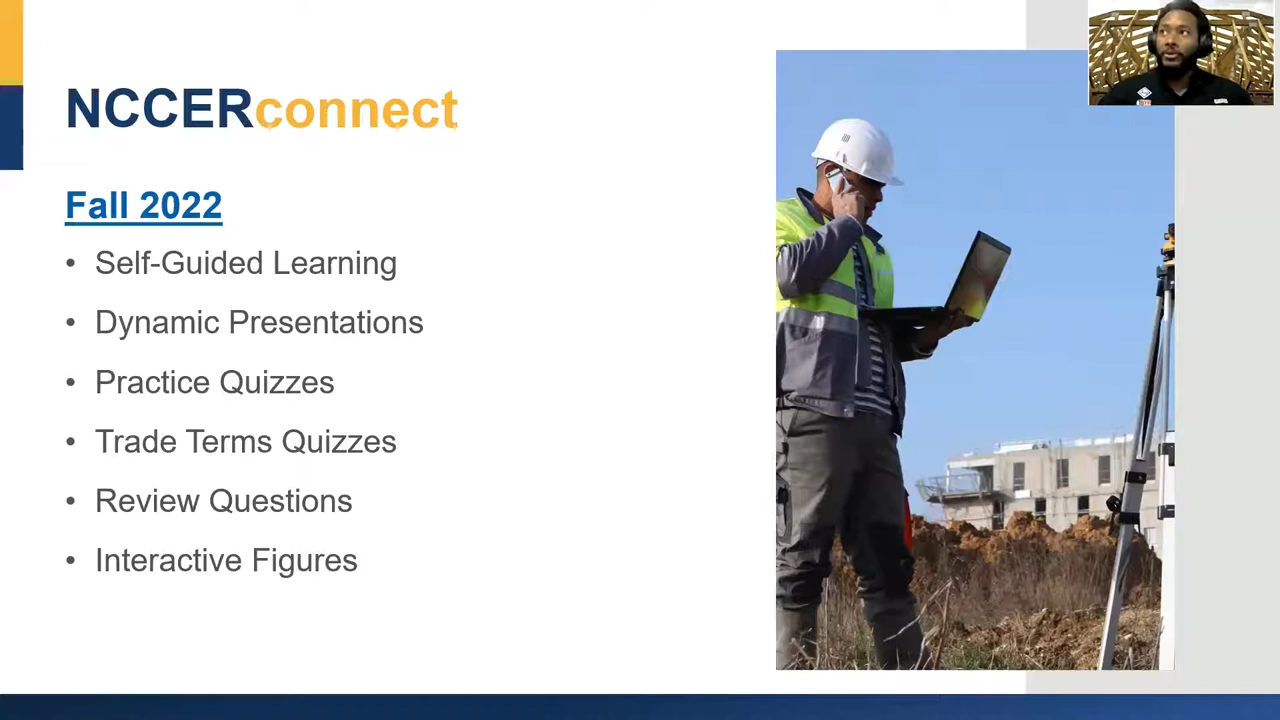 NCCERconnect
Fall 2022
• Self-Guided Learning
• Dynamic Presentations
• Practice Quizzes
• Trade Terms Quizzes
• Review Questions
• Interactive Figures